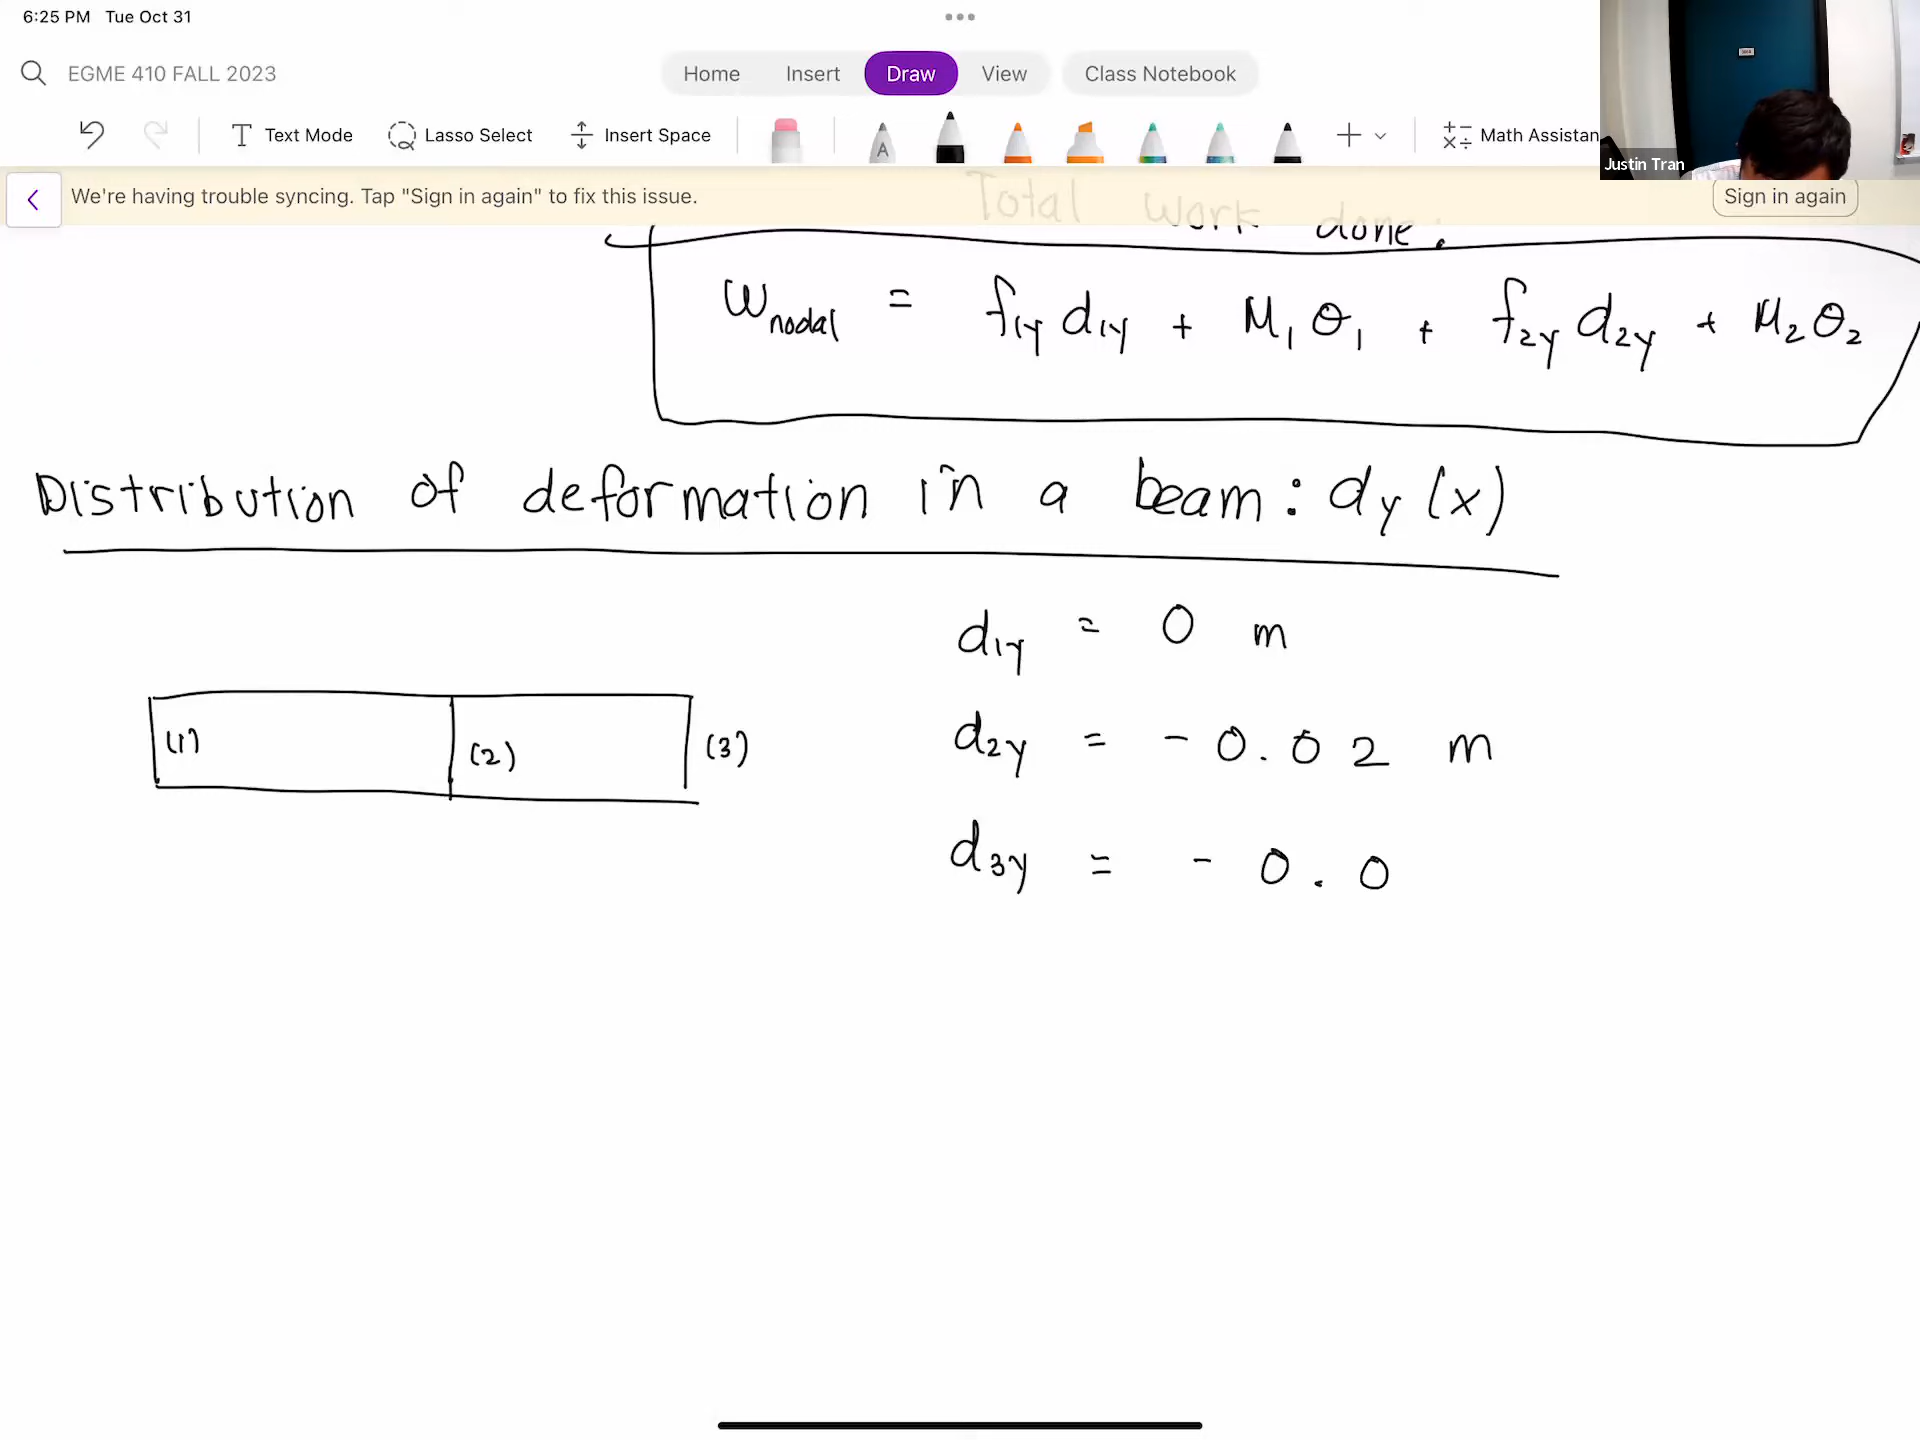 6:25 PM Tue Oct 31
EGME 410 FALL 2023
Home Insert Draw View Class Notebook
Text Mode Lasso Select Insert Space A Math Assistan
Justin Tran
We're having trouble syncing. Tap "Sign in again" to fix this issue. Sign in again
Total work done:
W_nodal = f_1y d_1y + M_1 θ_1 + f_2y d_2y + M_2 θ_2
Distribution of deformation in a beam: d_y (x)
d_1y = 0 m
d_2y = -0.02 m
(1) (2) (3)
d_3y = -0.0